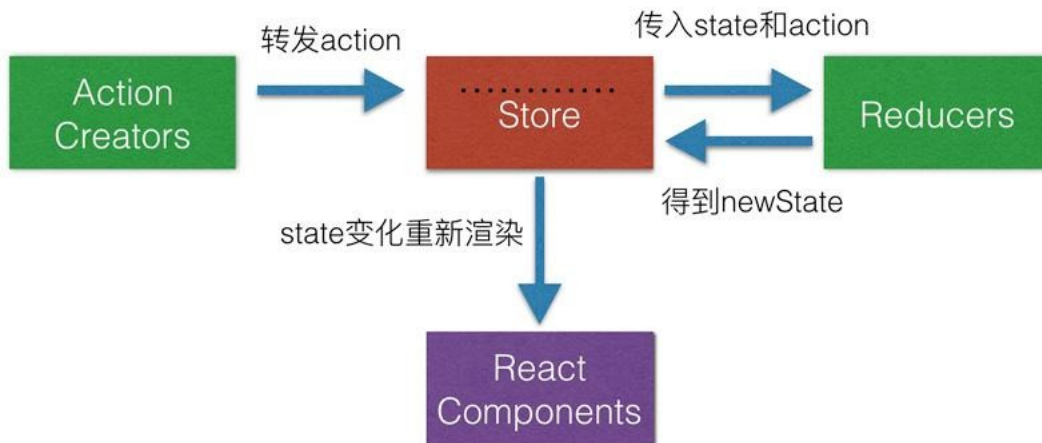 转发action
传入state和action
Action
Creators
............
Store
Reducers
得到newState
state变化重新渲染
React
Components